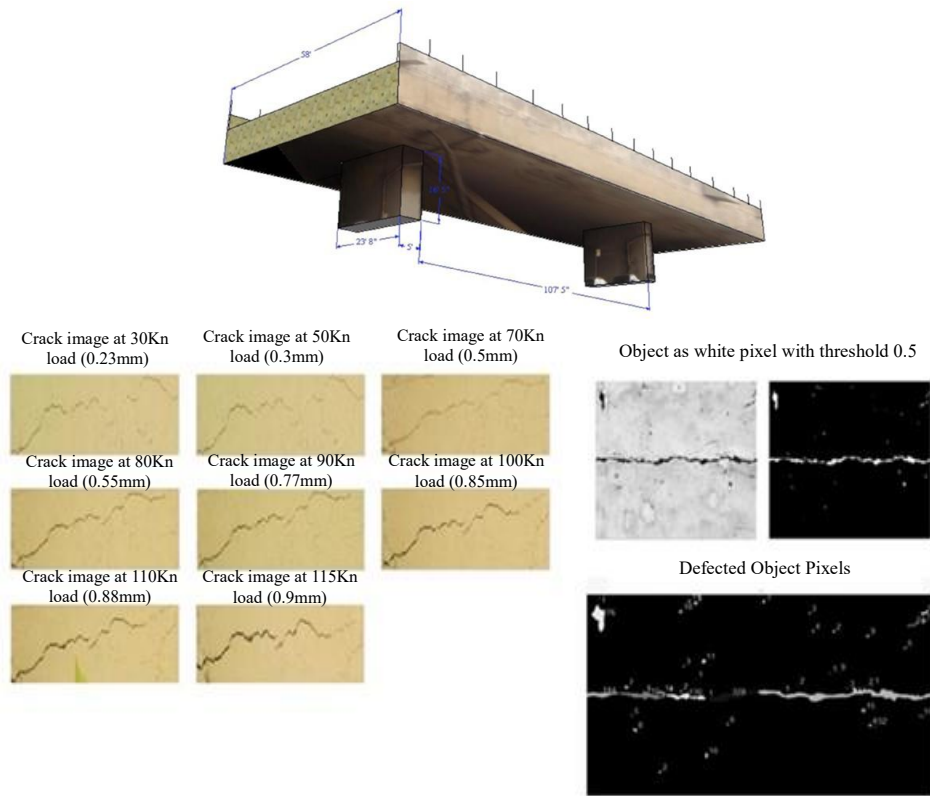 58'
23' 8"
5'
107' 5"
Crack image at 30Kn
load (0.23mm)
Crack image at 50Kn
load (0.3mm)
Crack image at 70Kn
load (0.5mm)
Crack image at 80Kn
load (0.55mm)
Crack image at 90Kn
load (0.77mm)
Crack image at 100Kn
load (0.85mm)
Crack image at 110Kn
load (0.88mm)
Crack image at 115Kn
load (0.9mm)
Object as white pixel with threshold 0.5
Defected Object Pixels